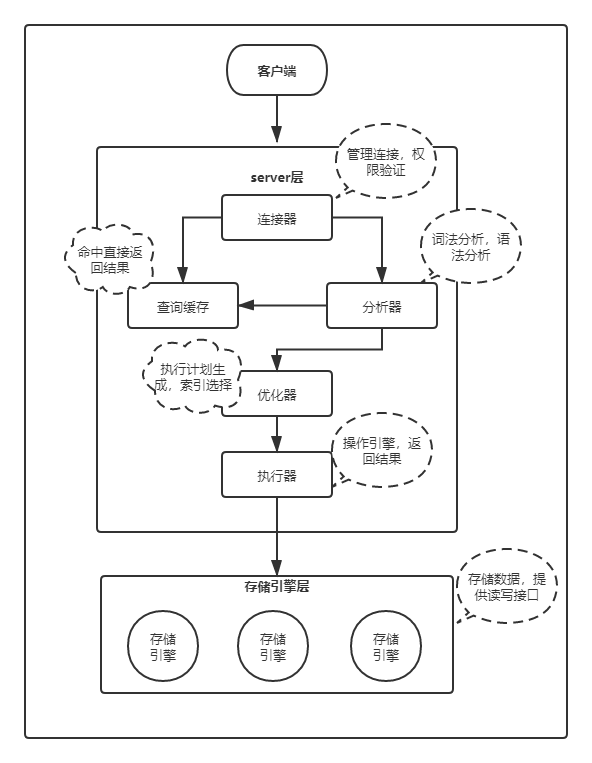 客户端
管理连接，权
限验证
server层
连接器
词法分析，语
法分析
命中直接返
回结果
查询缓存
分析器
执行计划生
成，索引选择
优化器
操作引擎，返
回结果
执行器
存储引擎层
存储数据，提
供读写接口
存储
引擎
存储
引擎
存储
引擎